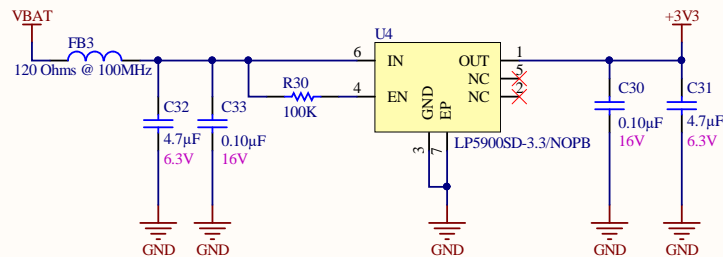 VBAT
FB3
120 Ohms @ 100MHz
C32
4.7µF
6.3V
C33
0.10µF
16V
R30
100K
U4
6
IN
4
EN
OUT
1
NC
5
NC
2
GND
EP
3
7
LP5900SD-3.3/NOPB
+3V3
C30
0.10µF
16V
C31
4.7µF
6.3V
GND
GND
GND
GND
GND